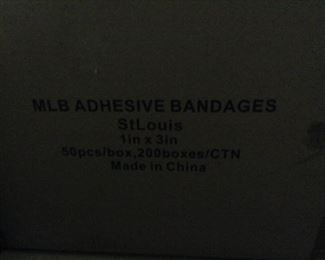 MLB ADHESIVE BANDAGES
StLouis
1in x 3in
50pcs/box,200boxes/CTN
Made in China